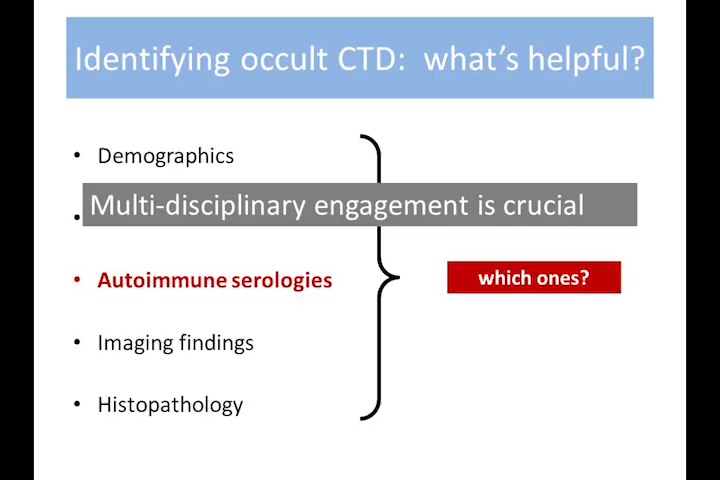 Identifying occult CTD: what's helpful?
• Demographics
Multi-disciplinary engagement is crucial
•
• Autoimmune serologies
which ones?
• Imaging findings
• Histopathology